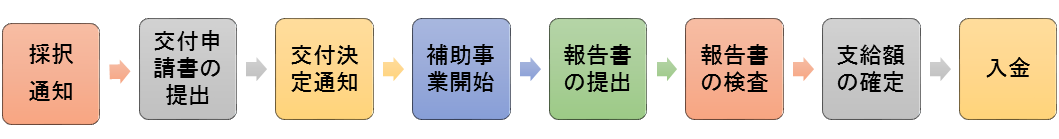 採択
通知
交付申
請書の
提出
交付決
定通知
補助事
業開始
報告書
の提出
報告書
の検査
支給額
の確定
入金